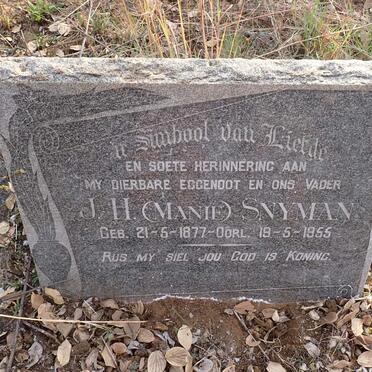 'n Simbool van Liefde
EN SOETE HERINNERING AAN
MY DIERBARE EGGENOOT EN ONS VADER
J. H. (MANIE) SNYMAN
GEB. 21-5-1877-OORL. 19-5-1955
RUS MY SIEL JOU GOD IS KONING.